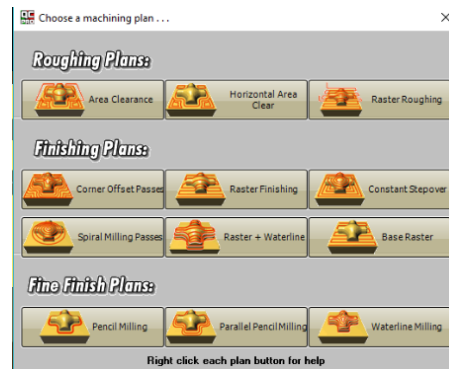 Choose a machining plan . . .
Roughing Plans:
Area Clearance
Horizontal Area
Clear
Raster Roughing
Finishing Plans:
Corner Offset Passes
Raster Finishing
Constant Stepover
Spiral Milling Passes
Raster + Waterline
Base Raster
Fine Finish Plans:
Pencil Milling
Parallel Pencil Milling
Waterline Milling
Right click each plan button for help